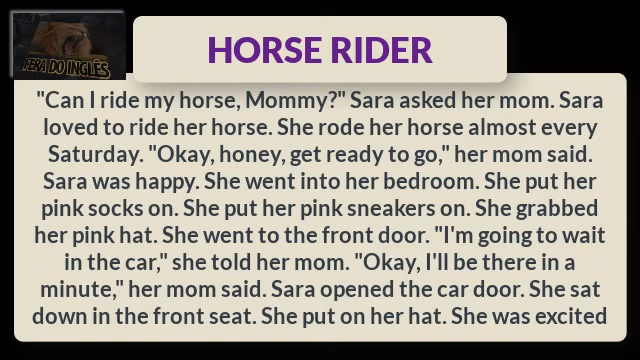 FERA DO INGLÊS
HORSE RIDER
"Can I ride my horse, Mommy?" Sara asked her mom. Sara
loved to ride her horse. She rode her horse almost every
Saturday. "Okay, honey, get ready to go," her mom said.
Sara was happy. She went into her bedroom. She put her
pink socks on. She put her pink sneakers on. She grabbed
her pink hat. She went to the front door. "I'm going to wait
in the car," she told her mom. "Okay, I'll be there in a
minute," her mom said. Sara opened the car door. She sat
down in the front seat. She put on her hat. She was excited